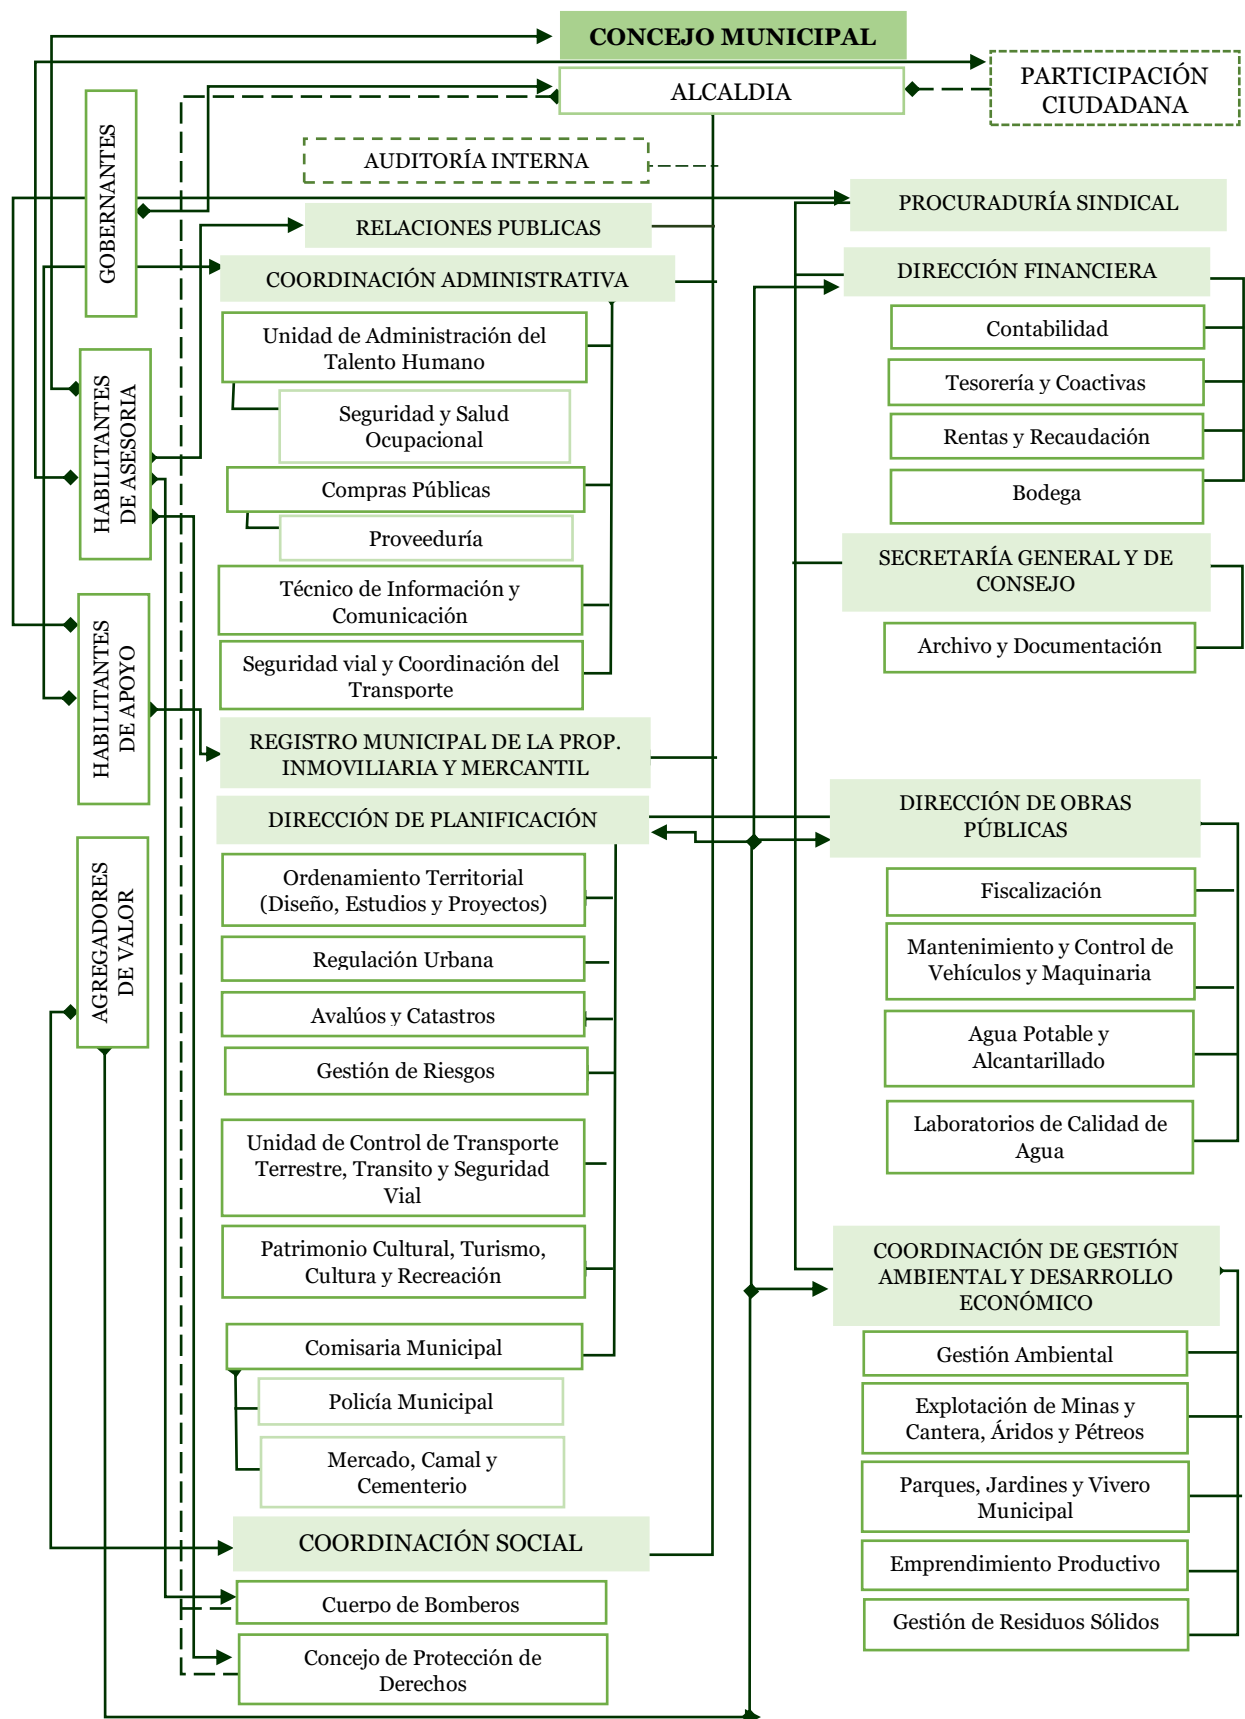 CONCEJO MUNICIPAL
PARTICIPACIÓN
CIUDADANA
ALCALDIA
AUDITORÍA INTERNA
GOBERNANTES
HABILITANTES
DE ASESORIA
HABILITANTES
DE APOYO
AGREGADORES
DE VALOR
RELACIONES PUBLICAS
COORDINACIÓN ADMINISTRATIVA
Unidad de Administración del
Talento Humano
Seguridad y Salud
Ocupacional
Compras Públicas
Proveeduría
Técnico de Información y
Comunicación
Seguridad vial y Coordinación del
Transporte
REGISTRO MUNICIPAL DE LA PROP.
INMOVILIARIA Y MERCANTIL
DIRECCIÓN DE PLANIFICACIÓN
Ordenamiento Territorial
(Diseño, Estudios y Proyectos)
Regulación Urbana
Avalúos y Catastros
Gestión de Riesgos
Unidad de Control de Transporte
Terrestre, Transito y Seguridad
Vial
Patrimonio Cultural, Turismo,
Cultura y Recreación
Comisaria Municipal
Policía Municipal
Mercado, Camal y
Cementerio
COORDINACIÓN SOCIAL
Cuerpo de Bomberos
Concejo de Protección de
Derechos
PROCURADURÍA SINDICAL
DIRECCIÓN FINANCIERA
Contabilidad
Tesorería y Coactivas
Rentas y Recaudación
Bodega
SECRETARÍA GENERAL Y DE
CONSEJO
Archivo y Documentación
DIRECCIÓN DE OBRAS
PÚBLICAS
Fiscalización
Mantenimiento y Control de
Vehículos y Maquinaria
Agua Potable y
Alcantarillado
Laboratorios de Calidad de
Agua
COORDINACIÓN DE GESTIÓN
AMBIENTAL Y DESARROLLO
ECONÓMICO
Gestión Ambiental
Explotación de Minas y
Cantera, Áridos y Pétreos
Parques, Jardines y Vivero
Municipal
Emprendimiento Productivo
Gestión de Residuos Sólidos